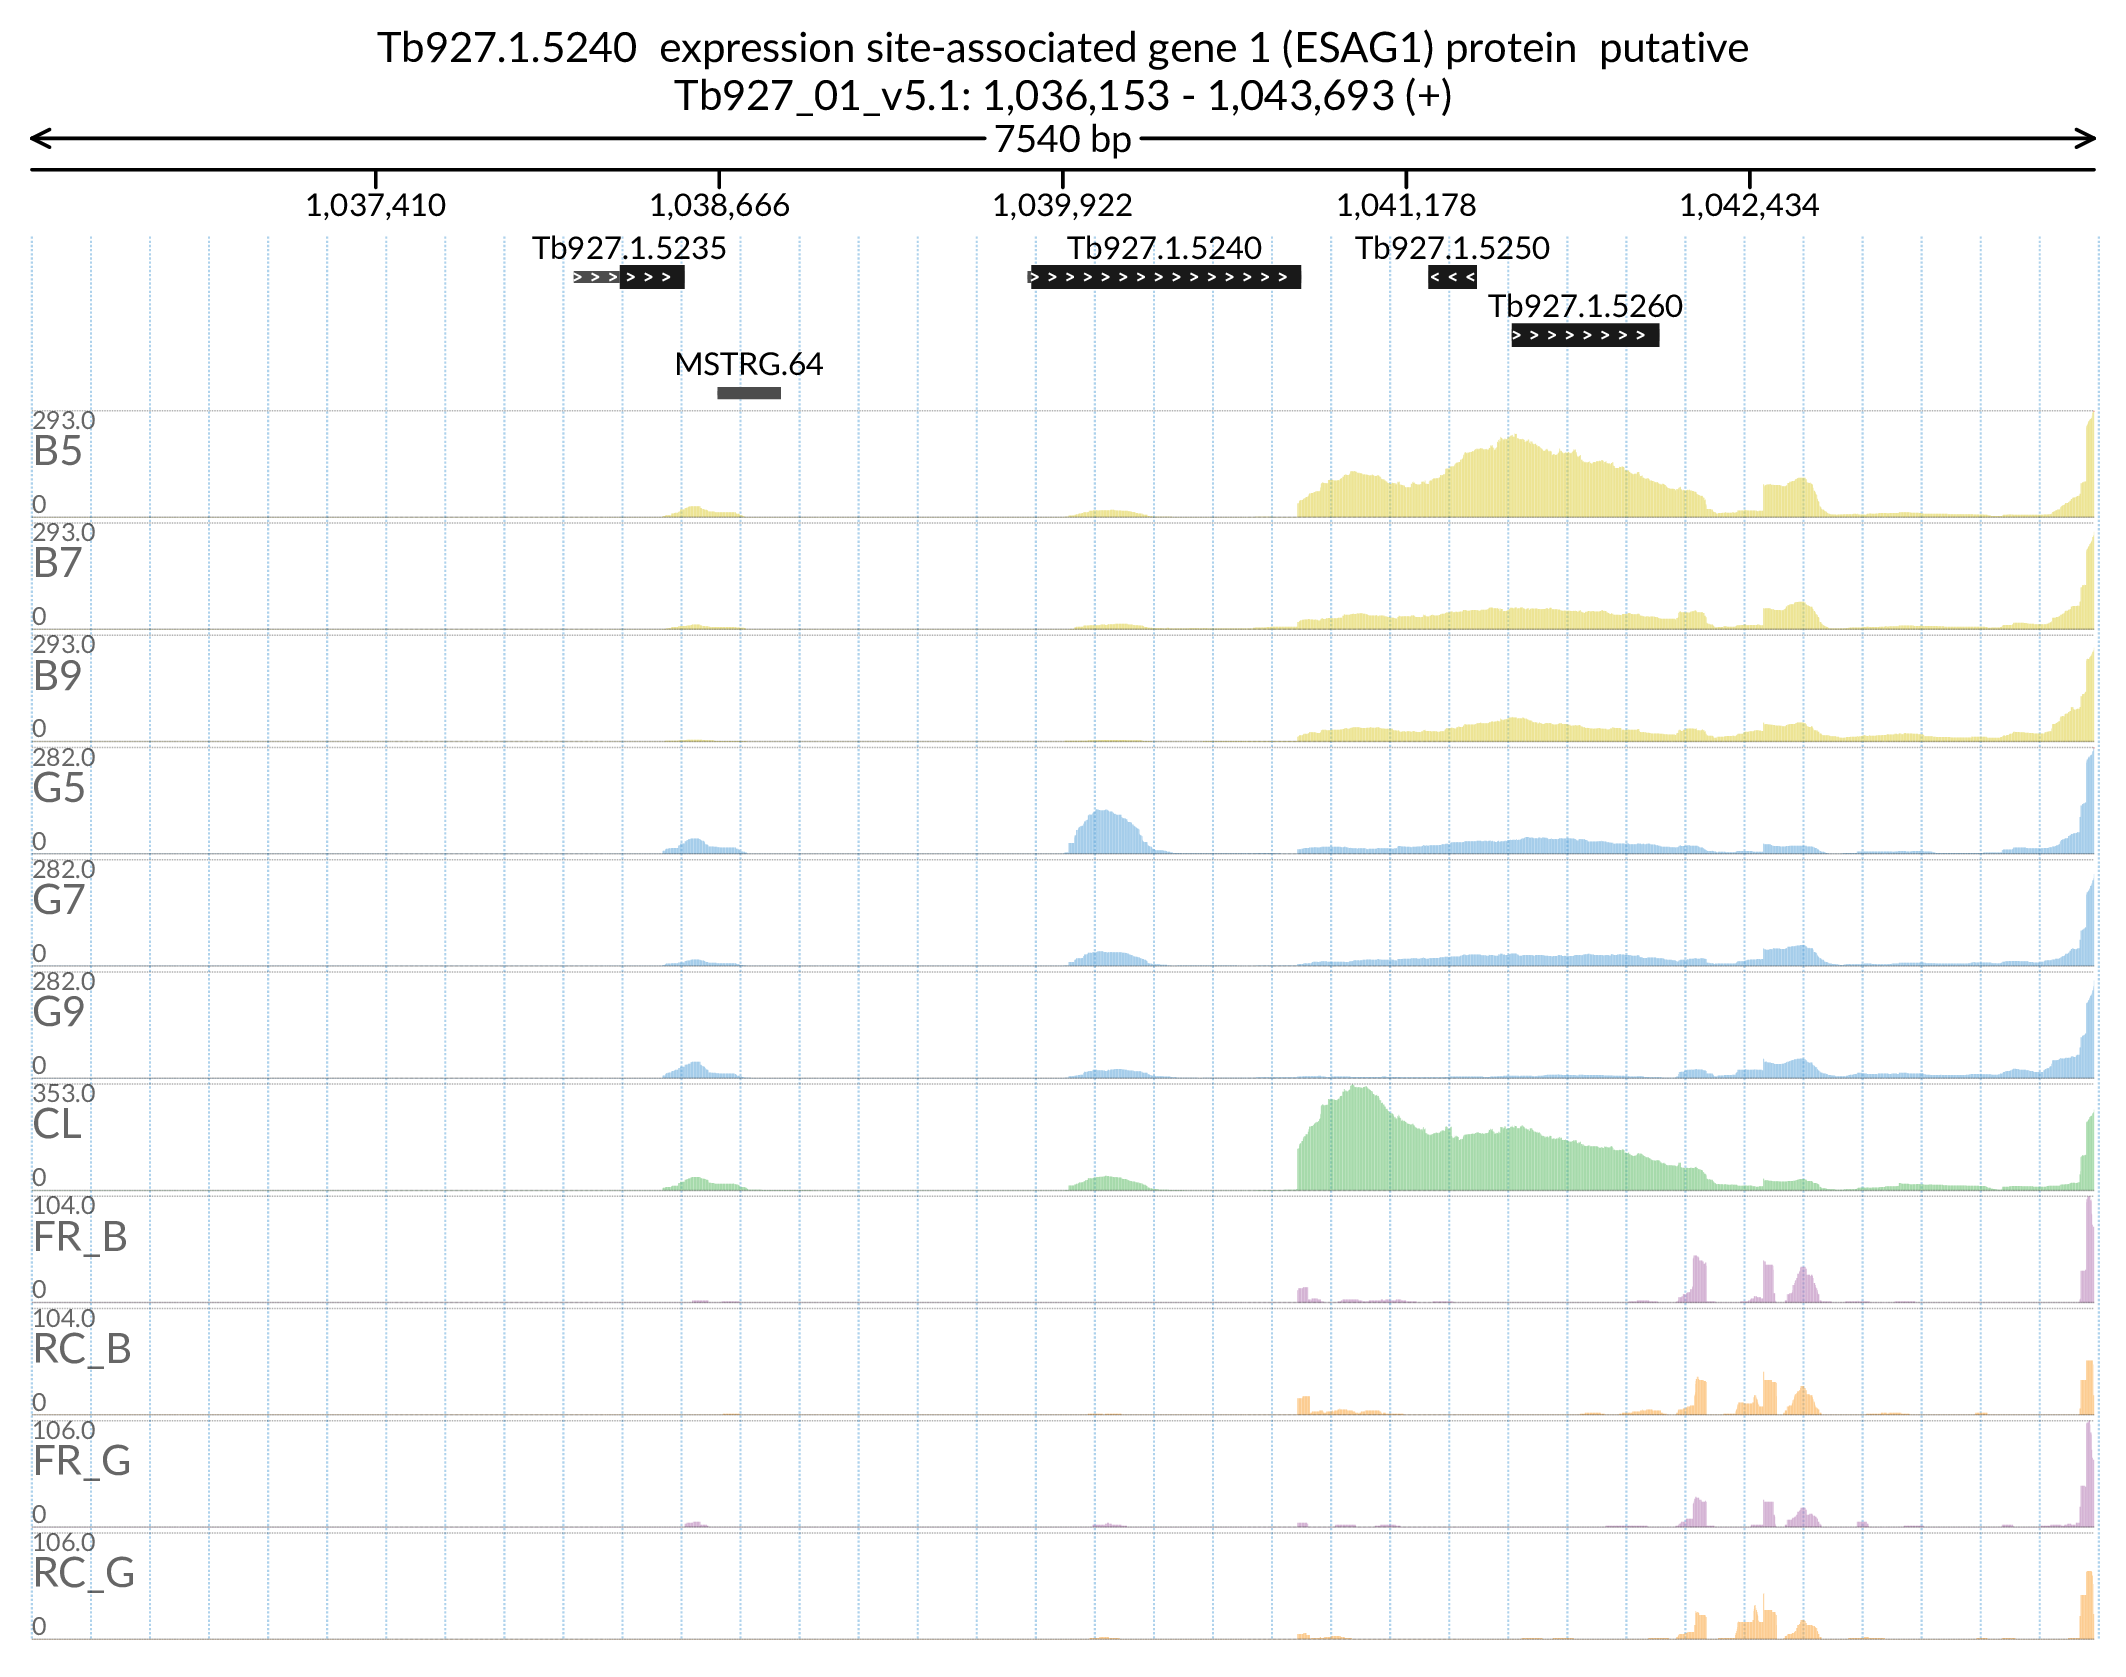 Tb927.1.5240  expression site-associated gene 1 (ESAG1) protein  putative
Tb927_01_v5.1: 1,036,153 - 1,043,693 (+)
7540 bp
1,037,410 1,038,666 1,039,922 1,041,178 1,042,434
Tb927.1.5235 Tb927.1.5240 Tb927.1.5250
Tb927.1.5260
MSTRG.64
293.0
B5
0
293.0
B7
0
293.0
B9
0
282.0
G5
0
282.0
G7
0
282.0
G9
0
353.0
CL
0
104.0
FR_B
0
104.0
RC_B
0
106.0
FR_G
0
106.0
RC_G
0